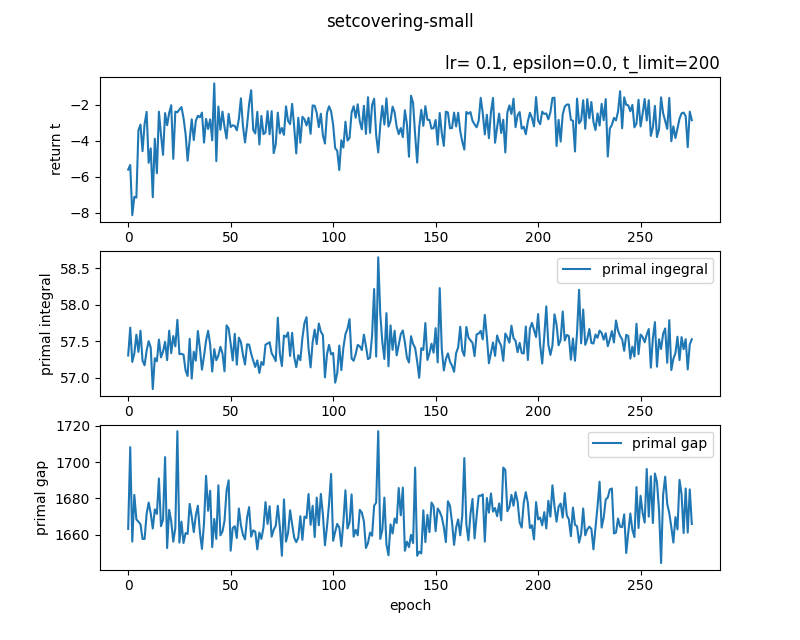 setcovering-small
lr= 0.1, epsilon=0.0, t_limit=200
return t
−2
−4
−6
−8
0 50 100 150 200 250
primal integral
58.5
58.0
57.5
57.0
primal ingegral
0 50 100 150 200 250
primal gap
1720
1700
1680
1660
primal gap
0 50 100 150 200 250
epoch